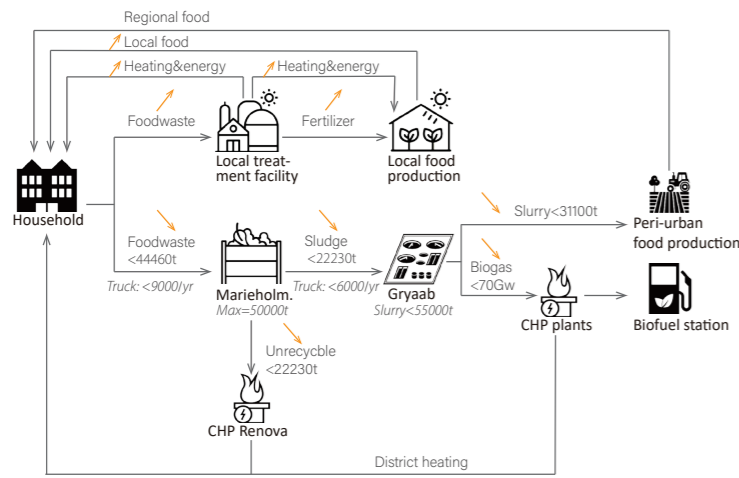 Regional food
Local food
Heating&energy
Heating&energy
Foodwaste
Fertilizer
Local treat-
ment facility
Local food
production
Household
Foodwaste
<44460t
Truck: <9000/yr
Marieholm.
Max=50000t
Sludge
<22230t
Truck: <6000/yr
Gryaab
Slurry<55000t
Slurry<31100t
Peri-urban
food production
Biogas
<70Gw
CHP plants
Biofuel station
Unrecycble
<22230t
CHP Renova
District heating